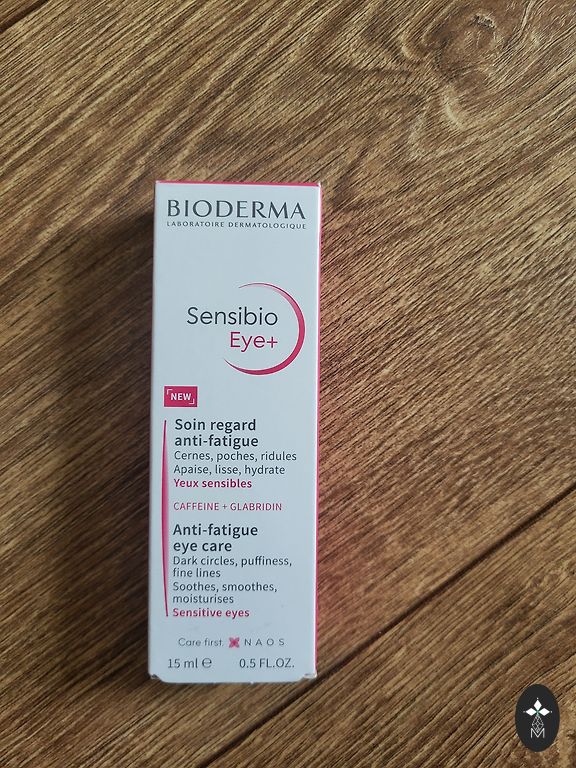 BIODERMA
LABORATOIRE DERMATOLOGIQUE
Sensibio
Eye+
NEW
Soin regard
anti-fatigue
Cernes, poches, ridules
Apaise, lisse, hydrate
Yeux sensibles
CAFFEINE + GLABRIDIN
Anti-fatigue
eye care
Dark circles, puffiness,
fine lines
Soothes, smoothes,
moisturises
Sensitive eyes
Care first NAOS
15 ml ℮ 0.5 FL.OZ.
M